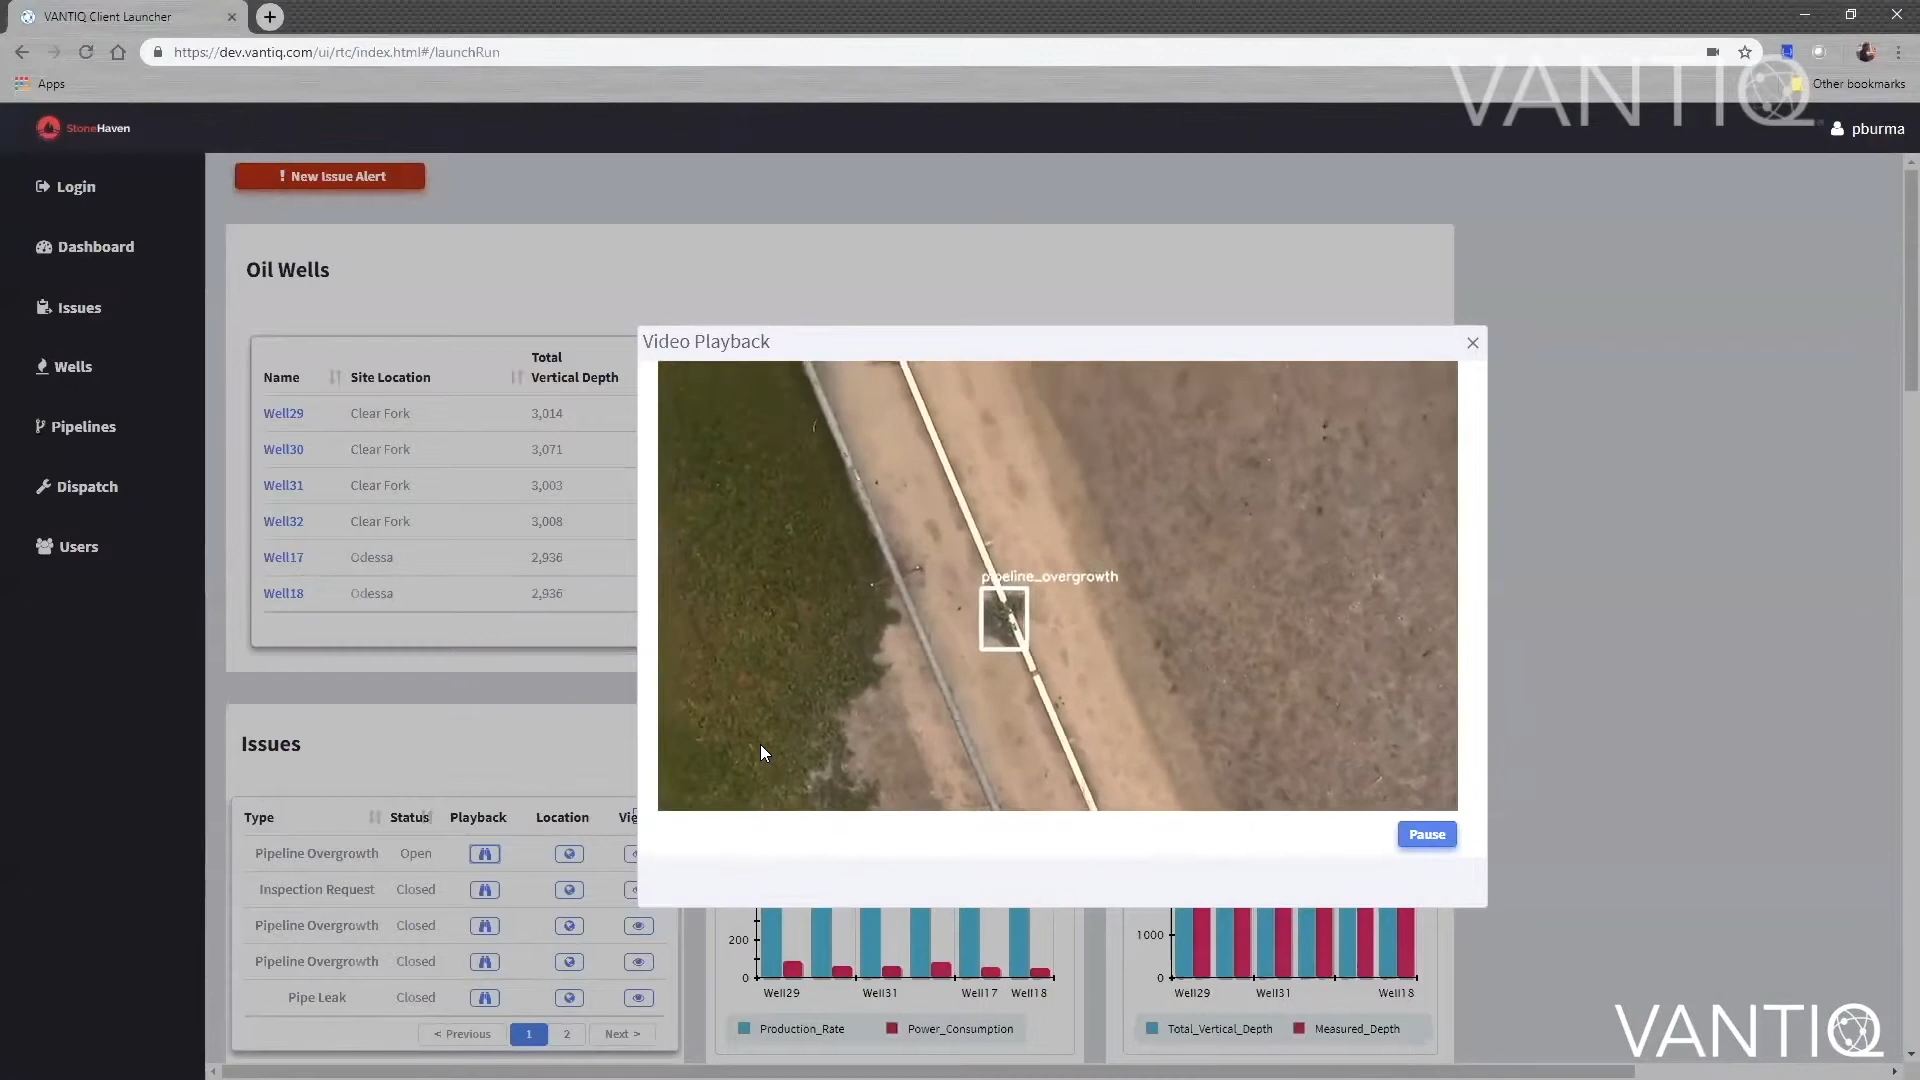 VANTIQ Client Launcher
https://dev.vantiq.com/ui/rtc/index.html#/launchRun
Apps
Other bookmarks
VANTIQ
StoneHaven
pburma
Login
Dashboard
Issues
Wells
Pipelines
Dispatch
Users
! New Issue Alert
Oil Wells
Name Site Location Total Vertical Depth
Well29 Clear Fork 3,014
Well30 Clear Fork 3,071
Well31 Clear Fork 3,003
Well32 Clear Fork 3,008
Well17 Odessa 2,936
Well18 Odessa 2,936
Video Playback
pipeline_overgrowth
Pause
Issues
Type Status Playback Location
Pipeline Overgrowth Open
Inspection Request Closed
Pipeline Overgrowth Closed
Pipeline Overgrowth Closed
Pipe Leak Closed
< Previous 1 2 Next >
200
0
Well29 Well31 Well17 Well18
Production_Rate Power_Consumption
1000
0
Well29 Well31 Well18
Total_Vertical_Depth Measured_Depth
VANTIQ